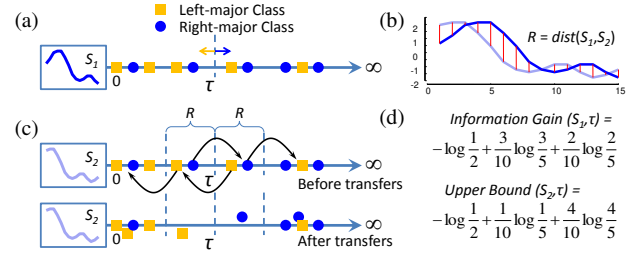 Left-major Class
Right-major Class
(a)
S1
0
τ
∞
(b)
R = dist(S1,S2)
2
1
0
-1
-2
0 5 10 15
(c)
R R
S2
0
τ
∞
Before transfers
S2
0
τ
∞
After transfers
(d)
Information Gain (S1,τ) =
−log 1/2 + 3/10 log 3/5 + 2/10 log 2/5
Upper Bound (S2,τ) =
−log 1/2 + 1/10 log 1/5 + 4/10 log 4/5